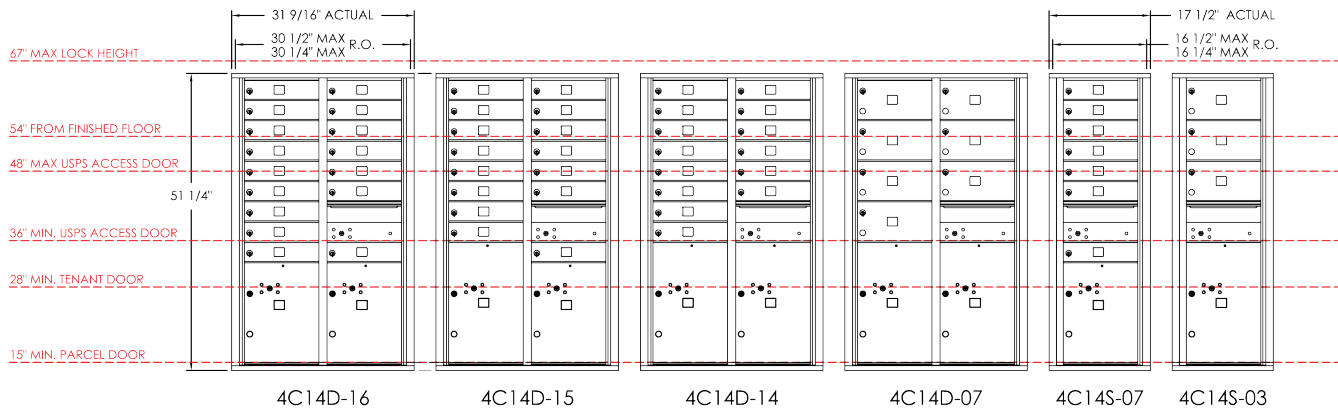 31 9/16" ACTUAL
17 1/2" ACTUAL
30 1/2" MAX
30 1/4" MAX
R.O.
16 1/2" MAX
16 1/4" MAX
R.O.
67" MAX LOCK HEIGHT
54" FROM FINISHED FLOOR
48" MAX USPS ACCESS DOOR
51 1/4"
36" MIN. USPS ACCESS DOOR
28" MIN. TENANT DOOR
15" MIN. PARCEL DOOR
4C14D-16
4C14D-15
4C14D-14
4C14D-07
4C14S-07
4C14S-03